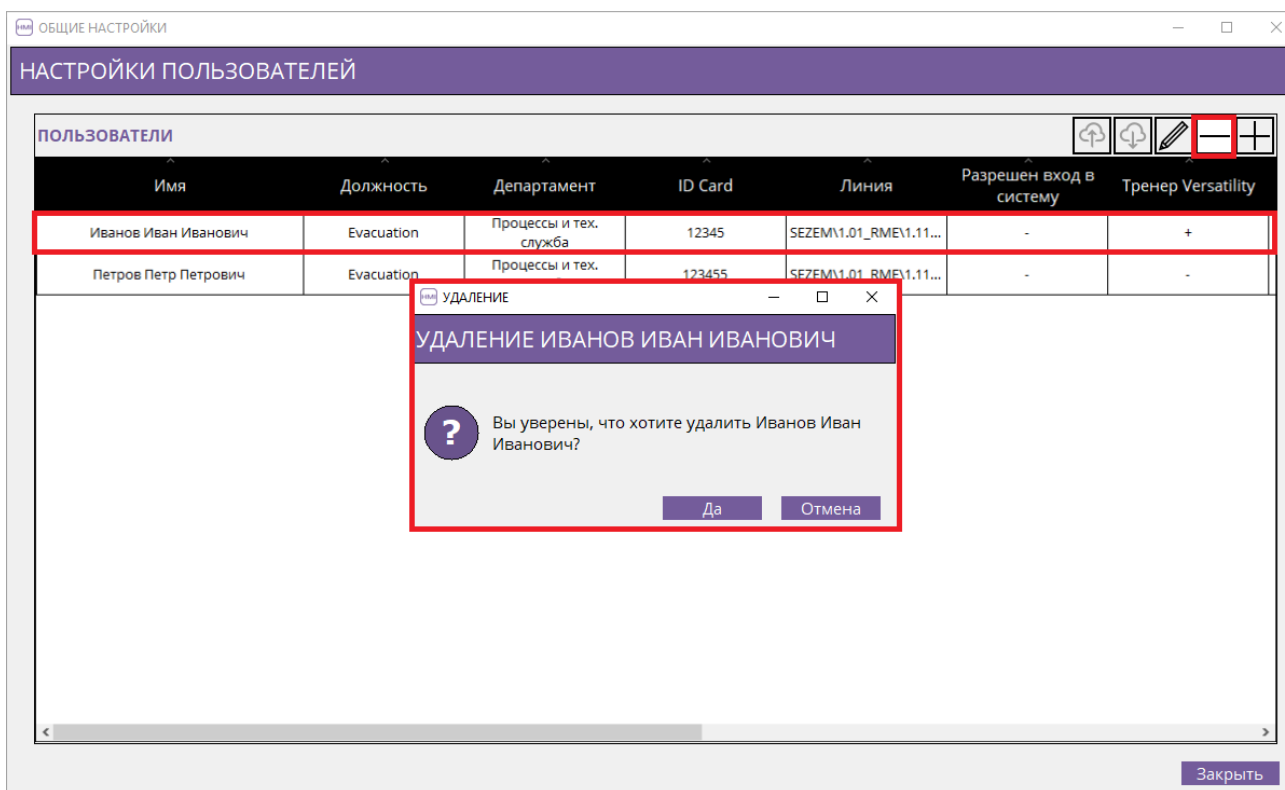 HMI ОБЩИЕ НАСТРОЙКИ
НАСТРОЙКИ ПОЛЬЗОВАТЕЛЕЙ
ПОЛЬЗОВАТЕЛИ
Имя Должность Департамент ID Card Линия Разрешен вход в Тренер Versatility
систему
Иванов Иван Иванович Evacuation Процессы и тех. 12345 SEZEM\1.01_RME\1.11... - +
служба
Петров Петр Петрович Evacuation Процессы и тех. 123455 SEZEM\1.01_RME\1.11... - -
HMI УДАЛЕНИЕ
УДАЛЕНИЕ ИВАНОВ ИВАН ИВАНОВИЧ
? Вы уверены, что хотите удалить Иванов Иван
Иванович?
Да Отмена
Закрыть